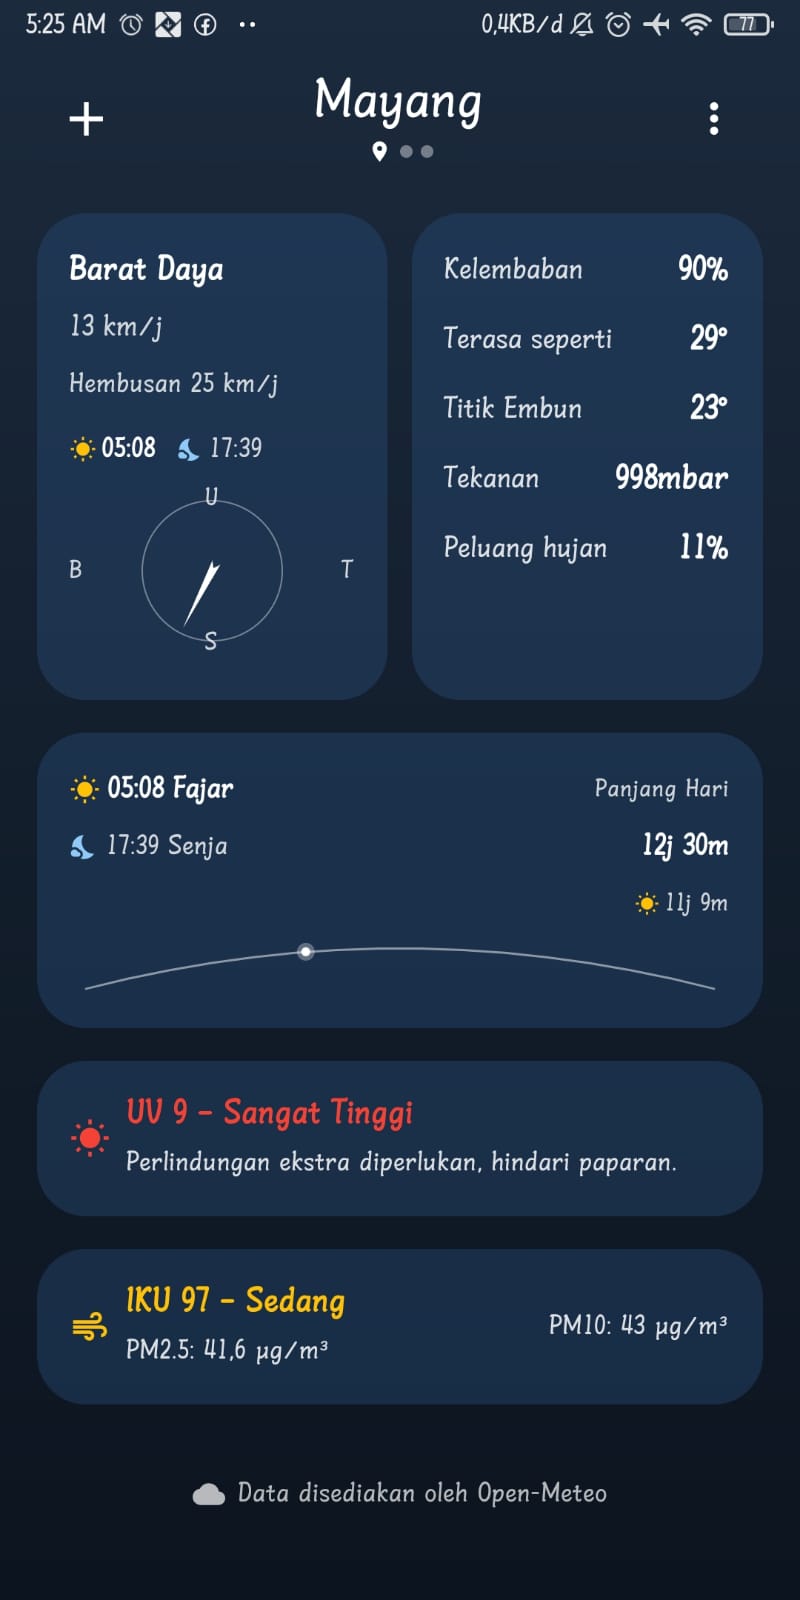 5:25 AM
0,4KB/d
77
Mayang
Barat Daya
13 km/j
Hembusan 25 km/j
05:08 17:39
U
B T
S
Kelembaban 90%
Terasa seperti 29°
Titik Embun 23°
Tekanan 998mbar
Peluang hujan 11%
05:08 Fajar
17:39 Senja
Panjang Hari
12j 30m
11j 9m
UV 9 – Sangat Tinggi
Perlindungan ekstra diperlukan, hindari paparan.
IKU 97 – Sedang
PM2.5: 41,6 µg/m³
PM10: 43 µg/m³
Data disediakan oleh Open-Meteo